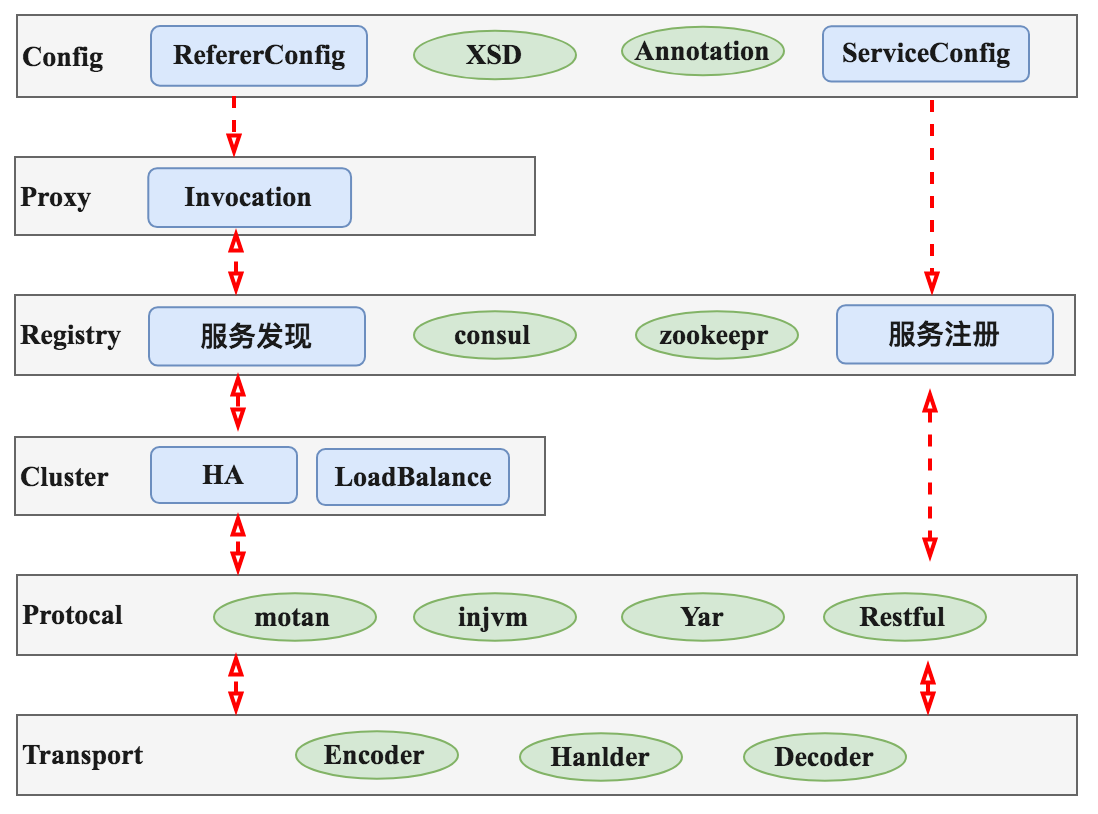 Config
RefererConfig
XSD
Annotation
ServiceConfig
Proxy
Invocation
Registry
服务发现
consul
zookeepr
服务注册
Cluster
HA
LoadBalance
Protocal
motan
injvm
Yar
Restful
Transport
Encoder
Hanlder
Decoder